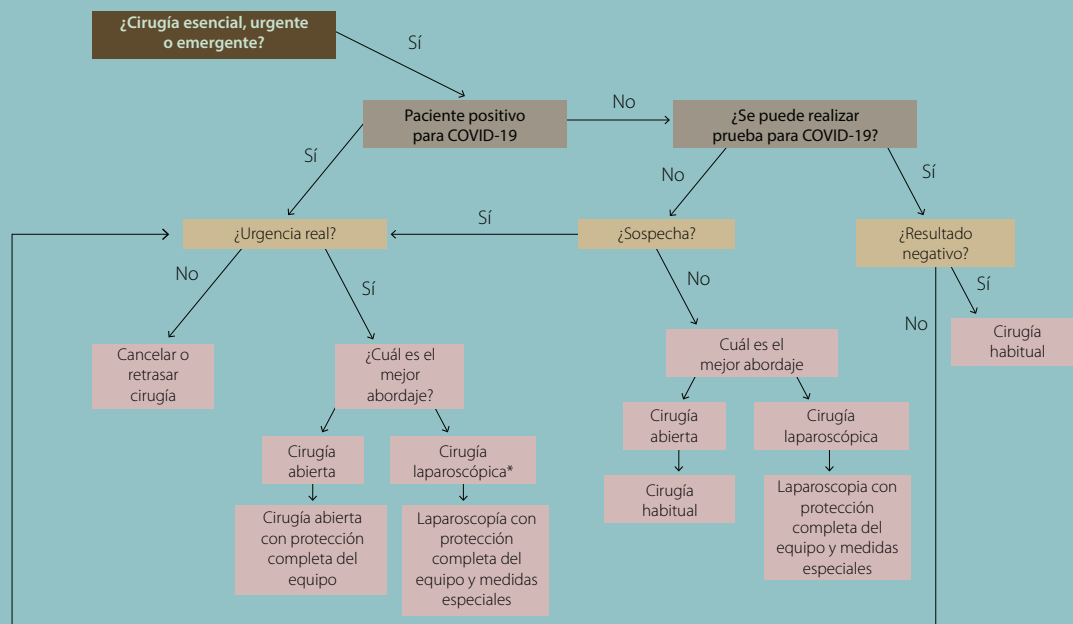 ¿Cirugía esencial, urgente
o emergente?
Sí
Paciente positivo
para COVID-19
No
¿Se puede realizar
prueba para COVID-19?
Sí
No
Sí
¿Urgencia real?
Sí
¿Sospecha?
¿Resultado
negativo?
No
Sí
No
No
Sí
Cancelar o
retrasar
cirugía
¿Cuál es el
mejor
abordaje?
Cuál es el
mejor abordaje
Cirugía
habitual
Cirugía
abierta
Cirugía
laparoscópica*
Cirugía
abierta
Cirugía
laparoscópica
Cirugía abierta
con protección
completa del
equipo
Laparoscopía con
protección
completa del
equipo y medidas
especiales
Cirugía
habitual
Laparoscopia con
protección
completa del
equipo y medidas
especiales